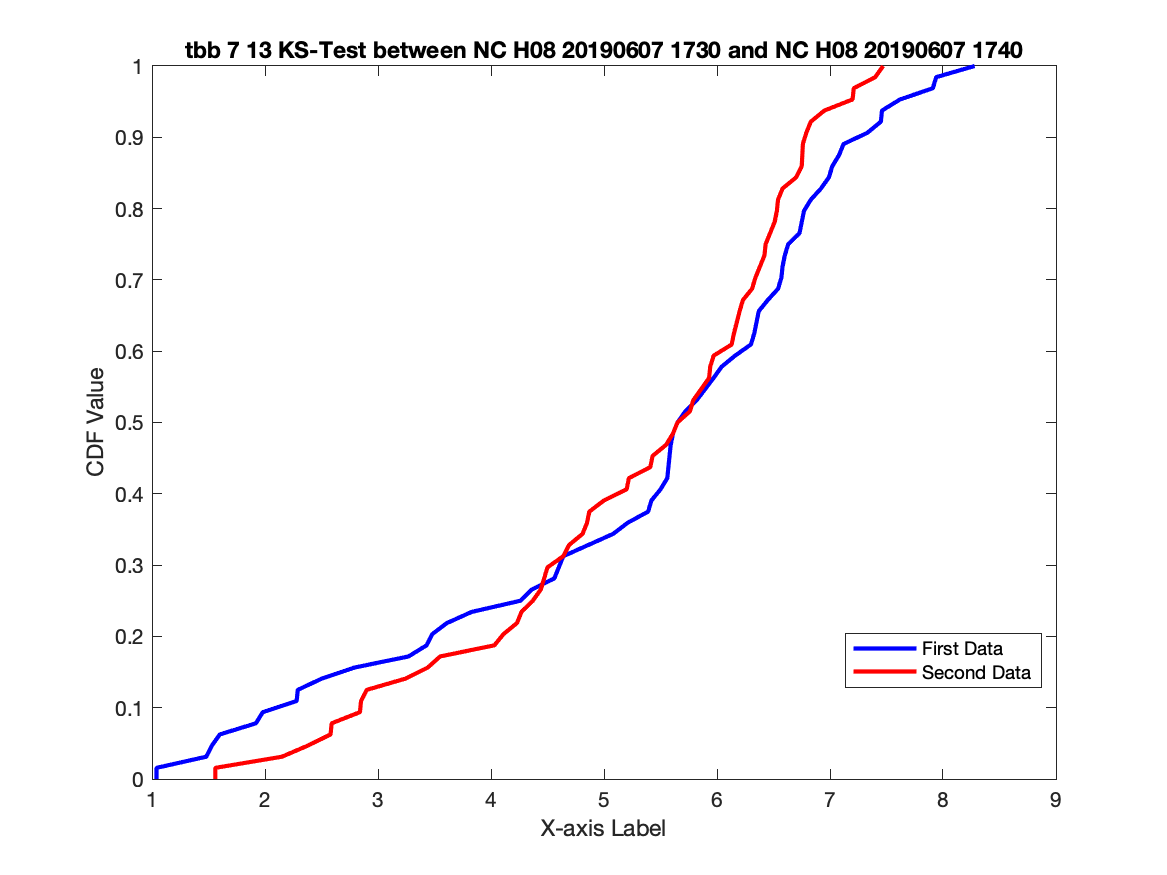 tbb 7 13 KS-Test between NC H08 20190607 1730 and NC H08 20190607 1740
1
0.9
0.8
0.7
0.6
0.5
0.4
0.3
0.2
0.1
0
CDF Value
First Data
Second Data
1 2 3 4 5 6 7 8 9
X-axis Label